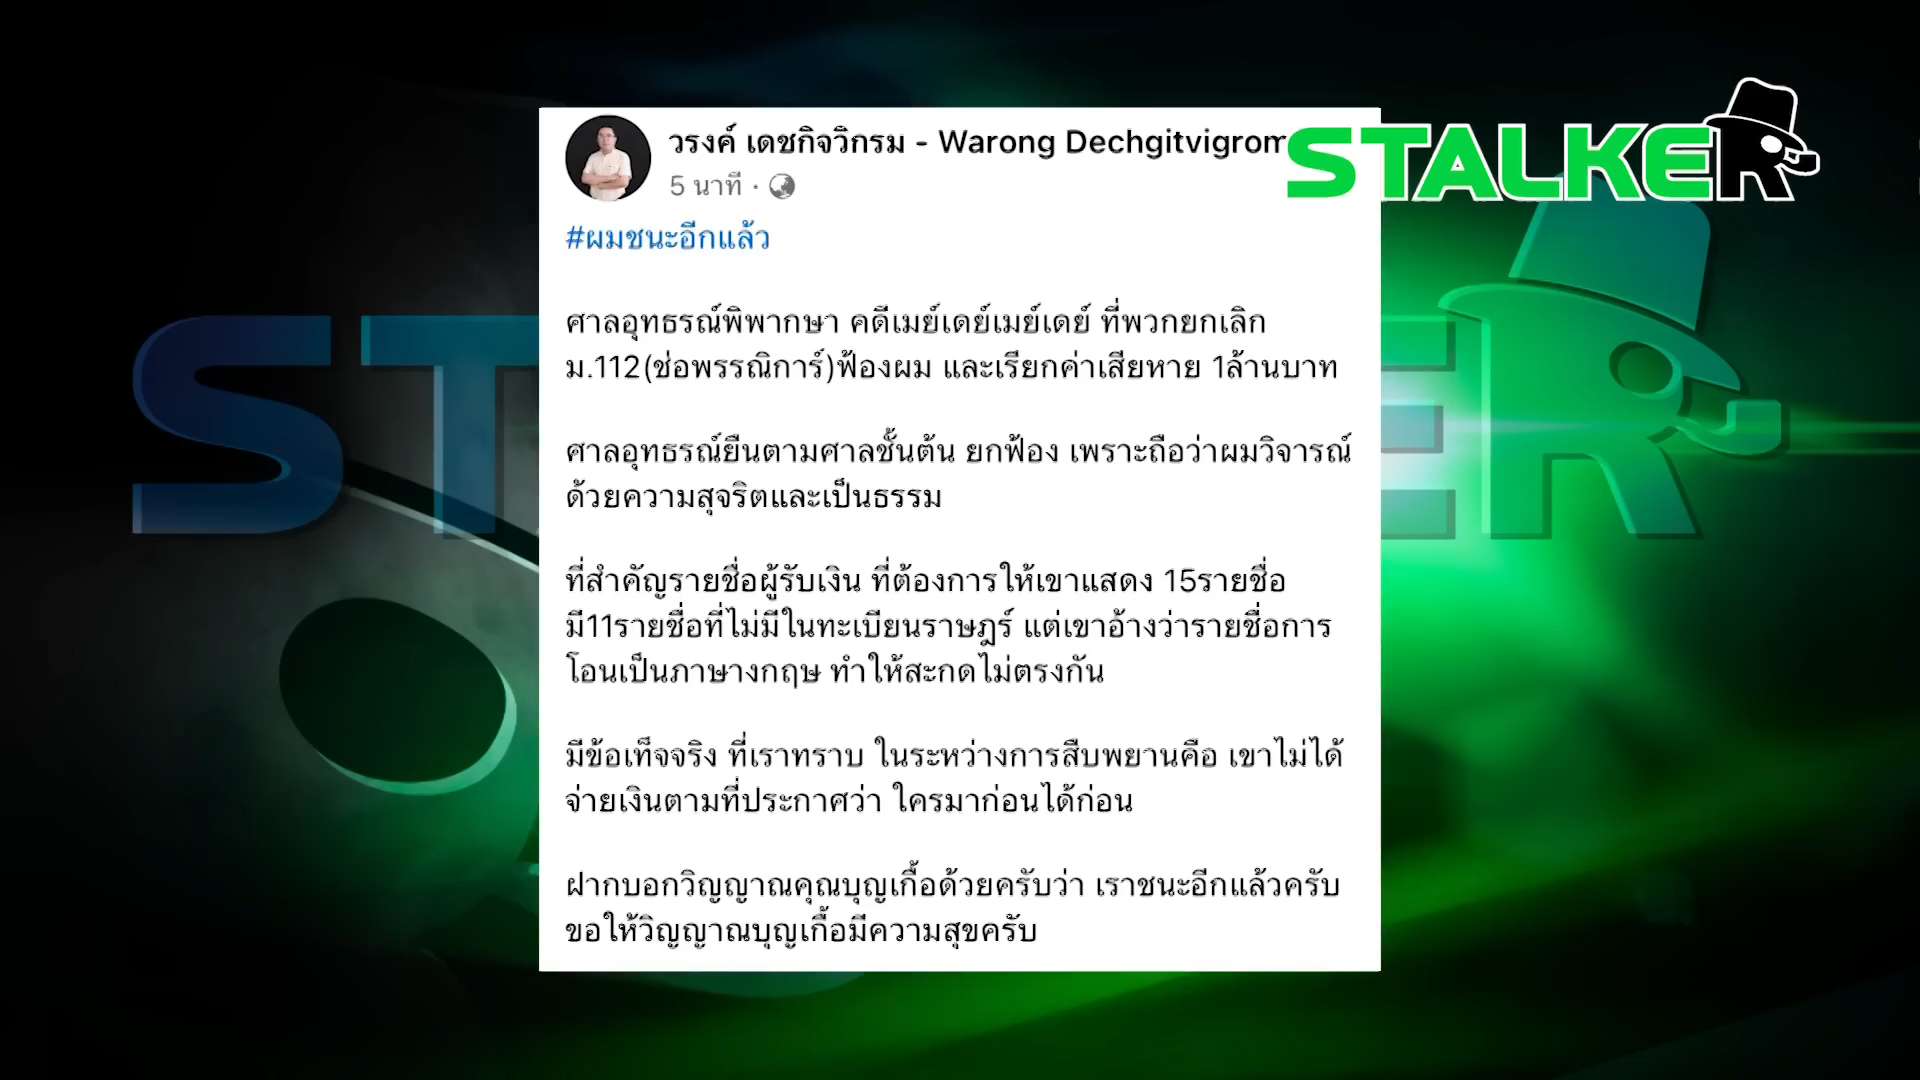 STALKER
วรงค์ เดชกิจวิกรม - Warong Dechgitvigrom
5 นาที ·
#ผมชนะอีกแล้ว
ศาลอุทธรณ์พิพากษา คดีเมย์เดย์เมย์เดย์ ที่พวกยกเลิก
ม.112(ช่อพรรณิการ์)ฟ้องผม และเรียกค่าเสียหาย 1ล้านบาท
ศาลอุทธรณ์ยืนตามศาลชั้นต้น ยกฟ้อง เพราะถือว่าผมวิจารณ์
ด้วยความสุจริตและเป็นธรรม
ที่สำคัญรายชื่อผู้รับเงิน ที่ต้องการให้เขาแสดง 15รายชื่อ
มี11รายชื่อที่ไม่มีในทะเบียนราษฎร์ แต่เขาอ้างว่ารายชื่อการ
โอนเป็นภาษางกฤษ ทำให้สะกดไม่ตรงกัน
มีข้อเท็จจริง ที่เราทราบ ในระหว่างการสืบพยานคือ เขาไม่ได้
จ่ายเงินตามที่ประกาศว่า ใครมาก่อนได้ก่อน
ฝากบอกวิญญาณคุณบุญเกื้อด้วยครับว่า เราชนะอีกแล้วครับ
ขอให้วิญญาณบุญเกื้อมีความสุขครับ